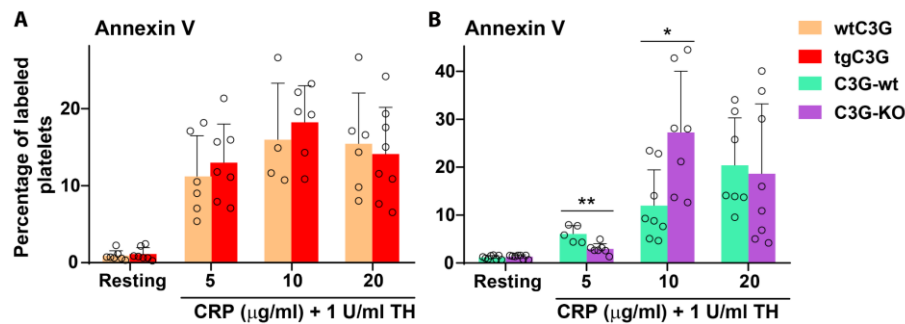 A
Annexin V
Percentage of labeled
platelets
20
10
0
Resting
5
10
20
CRP (μg/ml) + 1 U/ml TH
B
Annexin V
40
30
20
10
0
**
*
Resting
5
10
20
CRP (μg/ml) + 1 U/ml TH
wtC3G
tgC3G
C3G-wt
C3G-KO